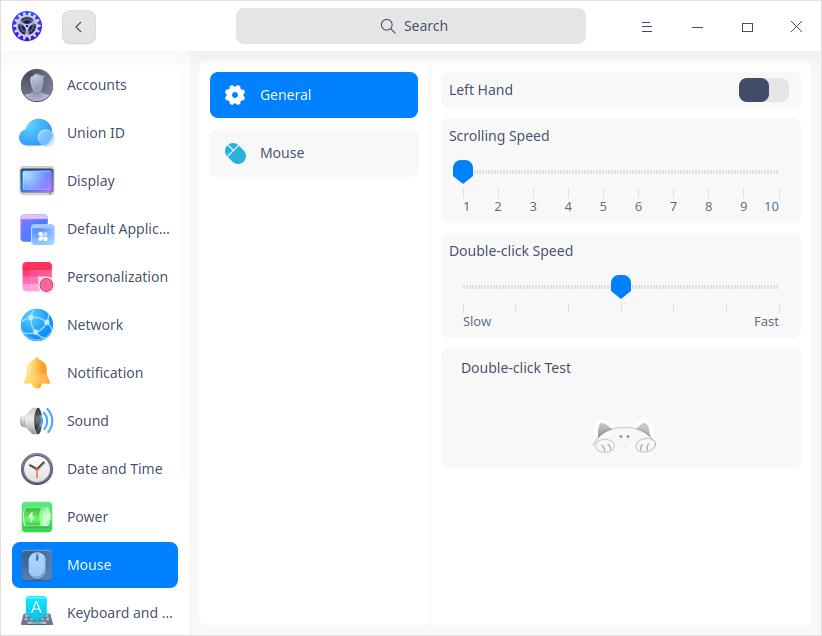 Search
Accounts
Union ID
Display
Default Applic...
Personalization
Network
Notification
Sound
Date and Time
Power
Mouse
Keyboard and ...
General
Mouse
Left Hand
Scrolling Speed
1 2 3 4 5 6 7 8 9 10
Double-click Speed
Slow Fast
Double-click Test